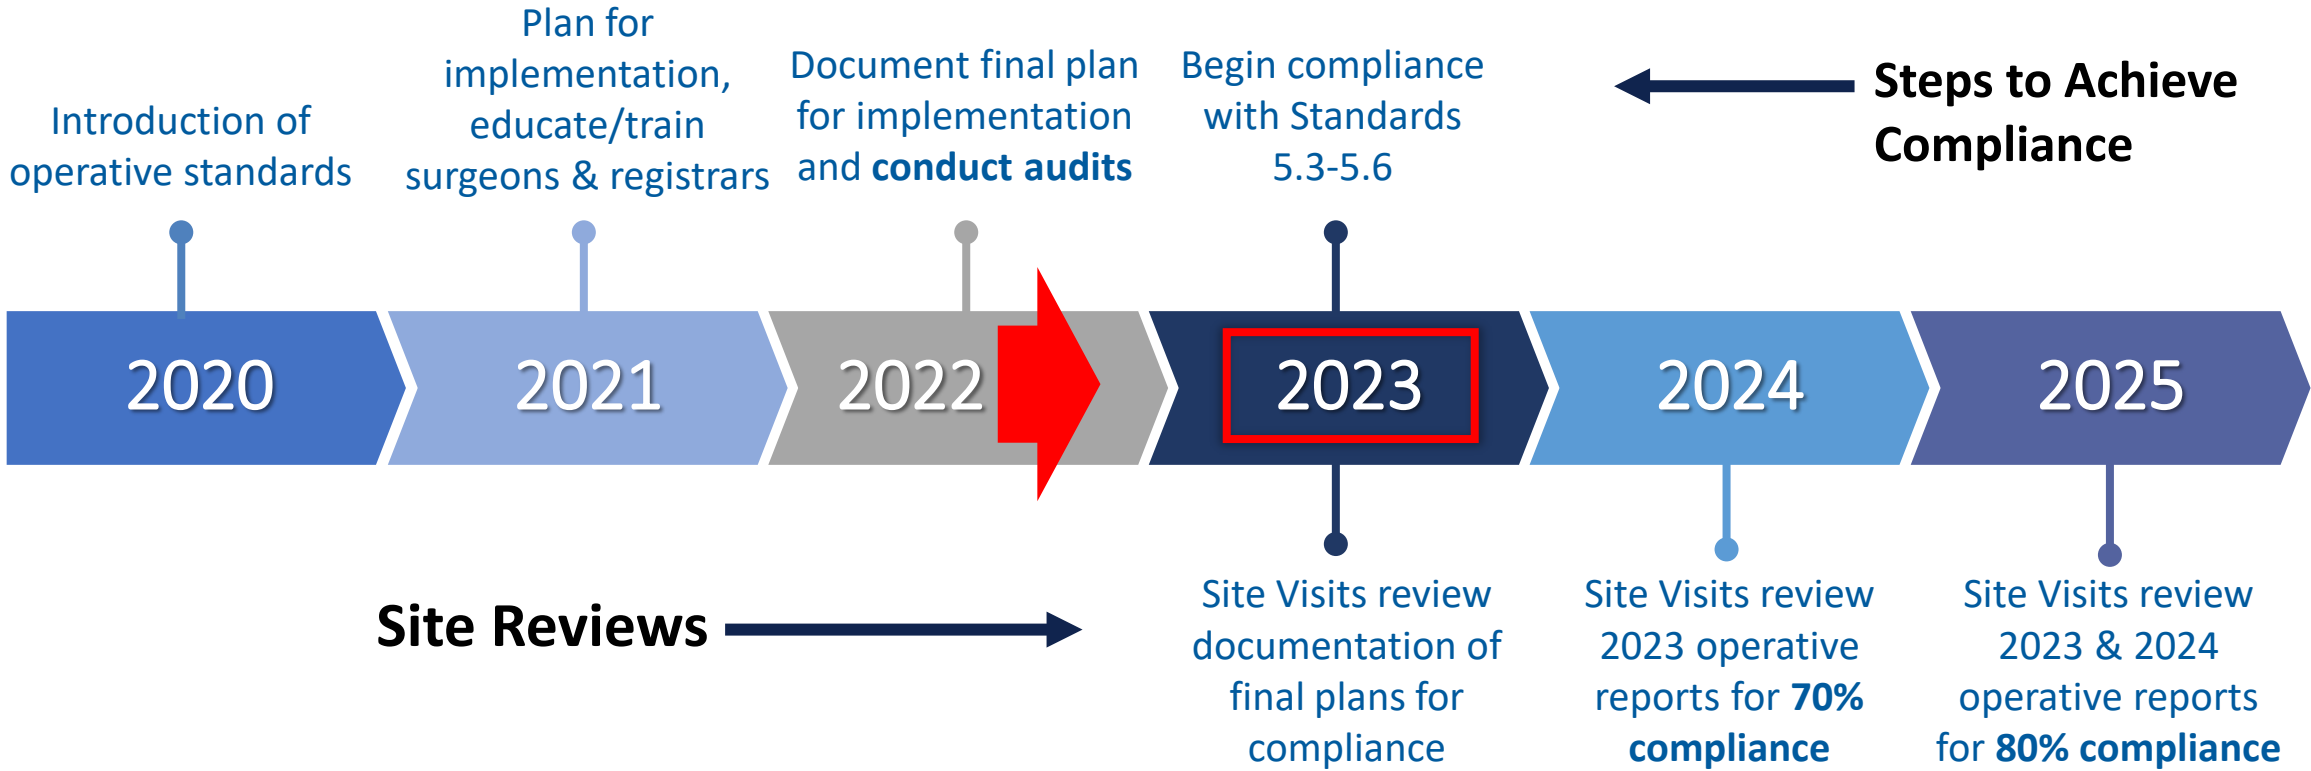 Introduction of
operative standards
Plan for
implementation,
educate/train
surgeons & registrars
Document final plan
for implementation
and conduct audits
Begin compliance
with Standards
5.3-5.6
Steps to Achieve
Compliance
2020
2021
2022
2023
2024
2025
Site Reviews
Site Visits review
documentation of
final plans for
compliance
Site Visits review
2023 operative
reports for 70%
compliance
Site Visits review
2023 & 2024
operative reports
for 80% compliance